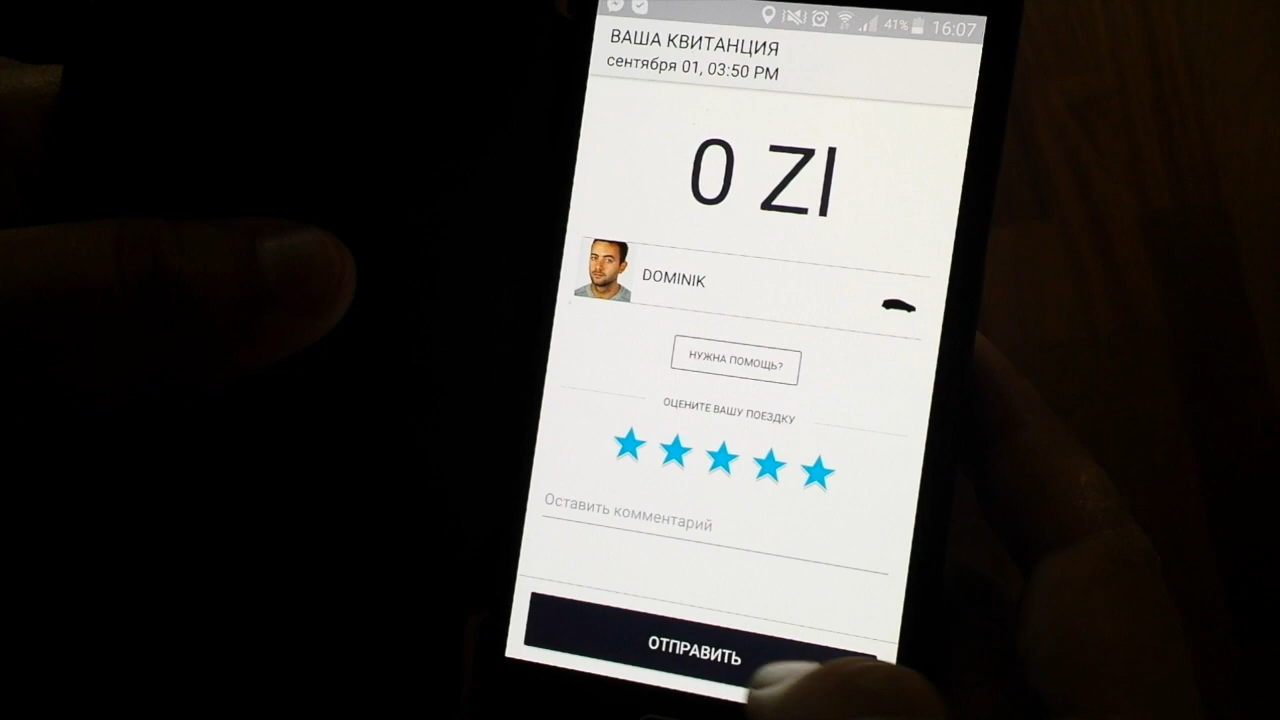 41% 16:07
ВАША КВИТАНЦИЯ
сентября 01, 03:50 PM
0 Zl
DOMINIK
НУЖНА ПОМОЩЬ?
ОЦЕНИТЕ ВАШУ ПОЕЗДКУ
Оставить комментарий
ОТПРАВИТЬ